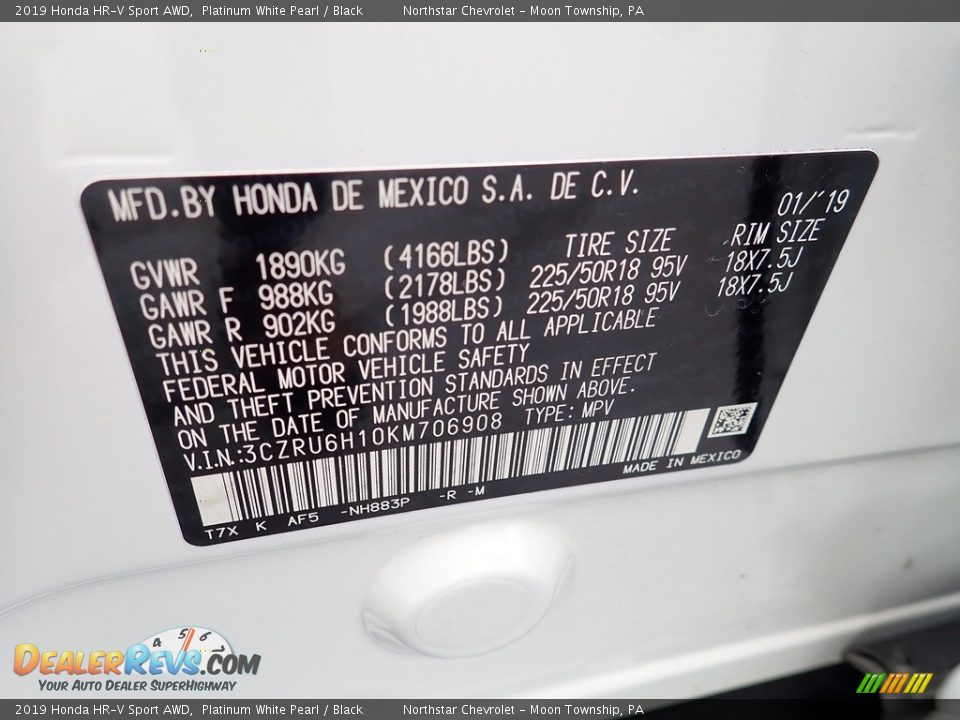 2019 Honda HR-V Sport AWD, Platinum White Pearl / Black Northstar Chevrolet - Moon Township, PA
MFD.BY HONDA DE MEXICO S.A. DE C.V.
01/'19
GVWR 1890KG (4166LBS) TIRE SIZE RIM SIZE
GAWR F 988KG (2178LBS) 225/50R18 95V 18X7.5J
GAWR R 902KG (1988LBS) 225/50R18 95V 18X7.5J
THIS VEHICLE CONFORMS TO ALL APPLICABLE
FEDERAL MOTOR VEHICLE SAFETY
AND THEFT PREVENTION STANDARDS IN EFFECT
ON THE DATE OF MANUFACTURE SHOWN ABOVE.
V.I.N.:3CZRU6H10KM706908 TYPE: MPV
MADE IN MEXICO
T7X K AF5 -NH883P -R -M
4 5 6
DEALERREVS.COM
YOUR AUTO DEALER SUPERHIGHWAY
2019 Honda HR-V Sport AWD, Platinum White Pearl / Black Northstar Chevrolet - Moon Township, PA